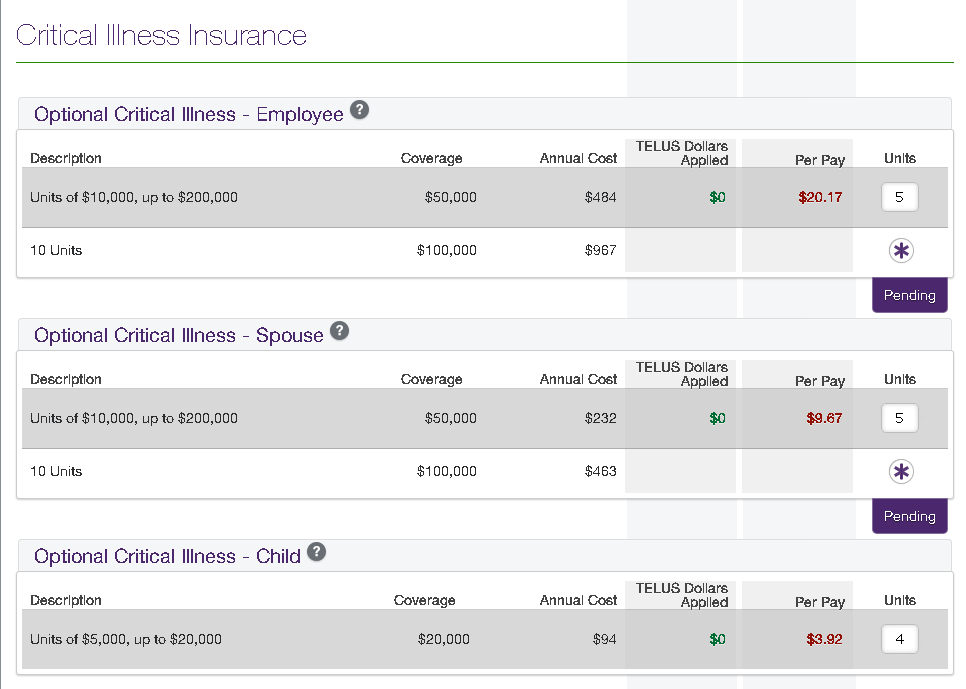 Critical Illness Insurance
Optional Critical Illness - Employee ?
Description Coverage Annual Cost TELUS Dollars Applied Per Pay Units
Units of $10,000, up to $200,000 $50,000 $484 $0 $20.17 5
10 Units $100,000 $967 *
Pending
Optional Critical Illness - Spouse ?
Description Coverage Annual Cost TELUS Dollars Applied Per Pay Units
Units of $10,000, up to $200,000 $50,000 $232 $0 $9.67 5
10 Units $100,000 $463 *
Pending
Optional Critical Illness - Child ?
Description Coverage Annual Cost TELUS Dollars Applied Per Pay Units
Units of $5,000, up to $20,000 $20,000 $94 $0 $3.92 4